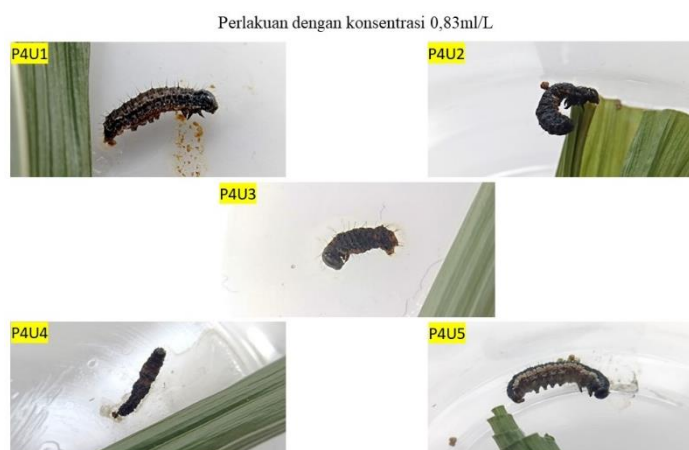 Perlakuan dengan konsentrasi 0,83ml/L
P4U1
P4U2
P4U3
P4U4
P4U5